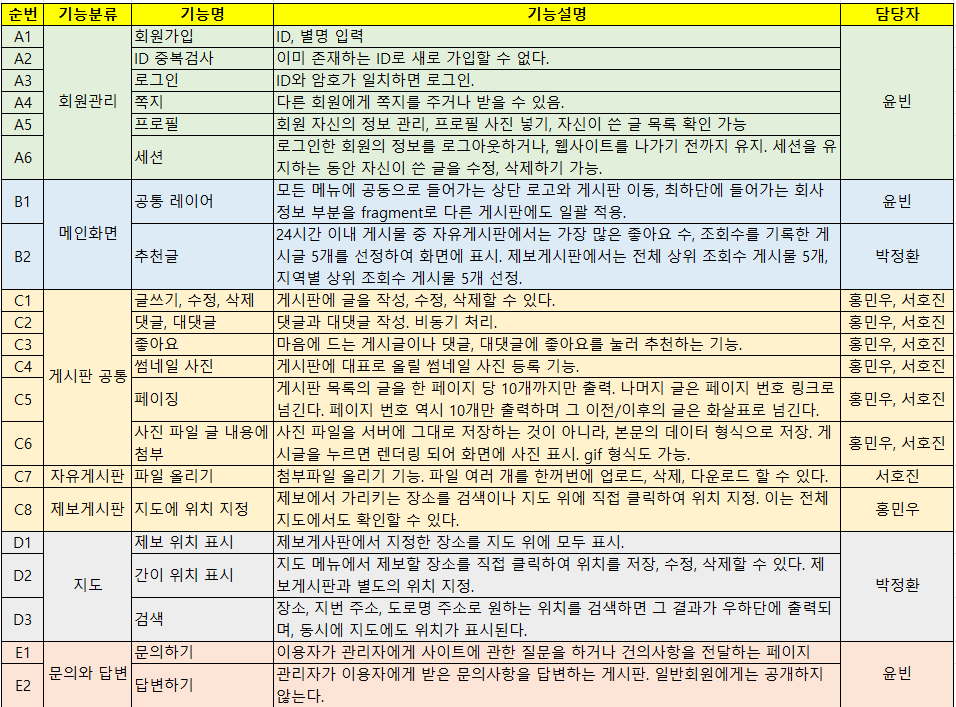 순번 기능분류 기능명 기능설명 담당자
A1 회원가입 ID, 별명 입력
A2 ID 중복검사 이미 존재하는 ID로 새로 가입할 수 없다.
A3 로그인 ID와 암호가 일치하면 로그인.
회원관리 윤빈
A4 쪽지 다른 회원에게 쪽지를 주거나 받을 수 있음.
A5 프로필 회원 자신의 정보 관리, 프로필 사진 넣기, 자신이 쓴 글 목록 확인 가능
A6 세션 로그인한 회원의 정보를 로그아웃하거나, 웹사이트를 나가기 전까지 유지. 세션을 유
지하는 동안 자신이 쓴 글을 수정, 삭제하기 가능.
B1 공통 레이어 모든 메뉴에 공동으로 들어가는 상단 로고와 게시판 이동, 최하단에 들어가는 회사 윤빈
정보 부분을 fragment로 다른 게시판에도 일괄 적용.
메인화면
B2 추천글 24시간 이내 게시물 중 자유게시판에서는 가장 많은 좋아요 수, 조회수를 기록한 게 박정환
시글 5개를 선정하여 화면에 표시. 제보게시판에서는 전체 상위 조회수 게시물 5개,
지역별 상위 조회수 게시물 5개 선정.
C1 글쓰기, 수정, 삭제 게시판에 글을 작성, 수정, 삭제할 수 있다. 홍민우, 서호진
C2 댓글, 대댓글 댓글과 대댓글 작성. 비동기 처리. 홍민우, 서호진
C3 좋아요 마음에 드는 게시글이나 댓글, 대댓글에 좋아요를 눌러 추천하는 기능. 홍민우, 서호진
C4 썸네일 사진 게시판에 대표로 올릴 썸네일 사진 등록 기능. 홍민우, 서호진
게시판 공통
C5 페이징 게시판 목록의 글을 한 페이지 당 10개까지만 출력. 나머지 글은 페이지 번호 링크로 홍민우, 서호진
넘긴다. 페이지 번호 역시 10개만 출력하며 그 이전/이후의 글은 화살표로 넘긴다.
C6 사진 파일 글 내용에 사진 파일을 서버에 그대로 저장하는 것이 아니라, 본문의 데이터 형식으로 저장. 게 홍민우, 서호진
첨부 시글을 누르면 렌더링 되어 화면에 사진 표시. gif 형식도 가능.
C7 자유게시판 파일 올리기 첨부파일 올리기 기능. 파일 여러 개를 한꺼번에 업로드, 삭제, 다운로드 할 수 있다. 서호진
C8 제보게시판 지도에 위치 지정 제보에서 가리키는 장소를 검색이나 지도 위에 직접 클릭하여 위치 지정. 이는 전체 홍민우
지도에서도 확인할 수 있다.
D1 제보 위치 표시 제보게사판에서 지정한 장소를 지도 위에 모두 표시.
D2 간이 위치 표시 지도 메뉴에서 제보할 장소를 직접 클릭하여 위치를 저장, 수정, 삭제할 수 있다. 제
보게시판과 별도의 위치 지정.
지도 박정환
D3 검색 장소, 지번 주소, 도로명 주소로 원하는 위치를 검색하면 그 결과가 우하단에 출력되
며, 동시에 지도에도 위치가 표시된다.
E1 문의하기 이용자가 관리자에게 사이트에 관한 질문을 하거나 건의사항을 전달하는 페이지
문의와 답변 윤빈
E2 답변하기 관리자가 이용자에게 받은 문의사항을 답변하는 게시판. 일반회원에게는 공개하지
않는다.